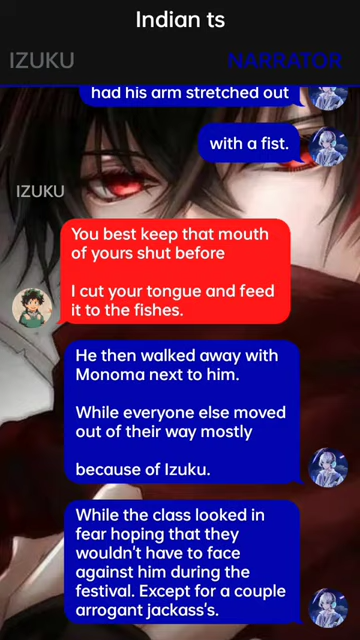 Indian ts
IZUKU
NARRATOR
had his arm stretched out
with a fist.
IZUKU
You best keep that mouth
of yours shut before
I cut your tongue and feed
it to the fishes.
He then walked away with
Monoma next to him.
While everyone else moved
out of their way mostly
because of Izuku.
While the class looked in
fear hoping that they
wouldn't have to face
against him during the
festival. Except for a couple
arrogant jackass's.